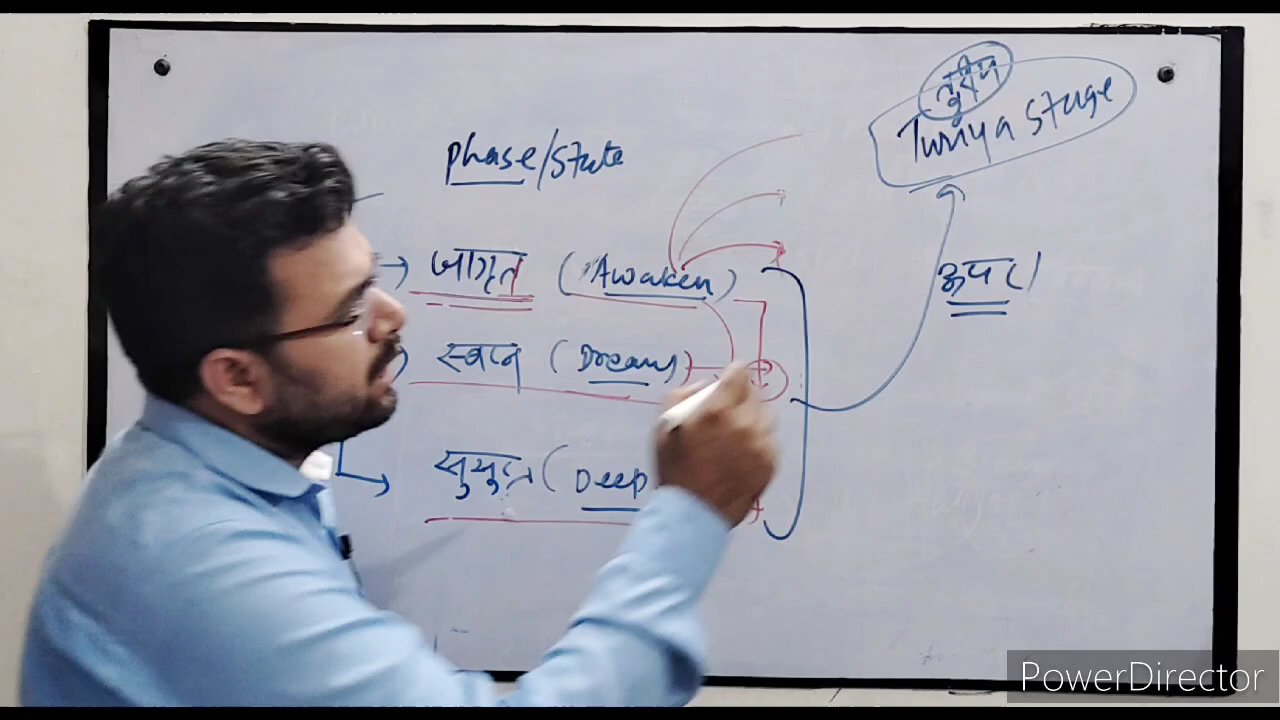 तुरीय
Turiya stage
phase/state
जागृत (Awaken)
स्वप्न (Dream)
सुसुप्त (Deep
PowerDirector